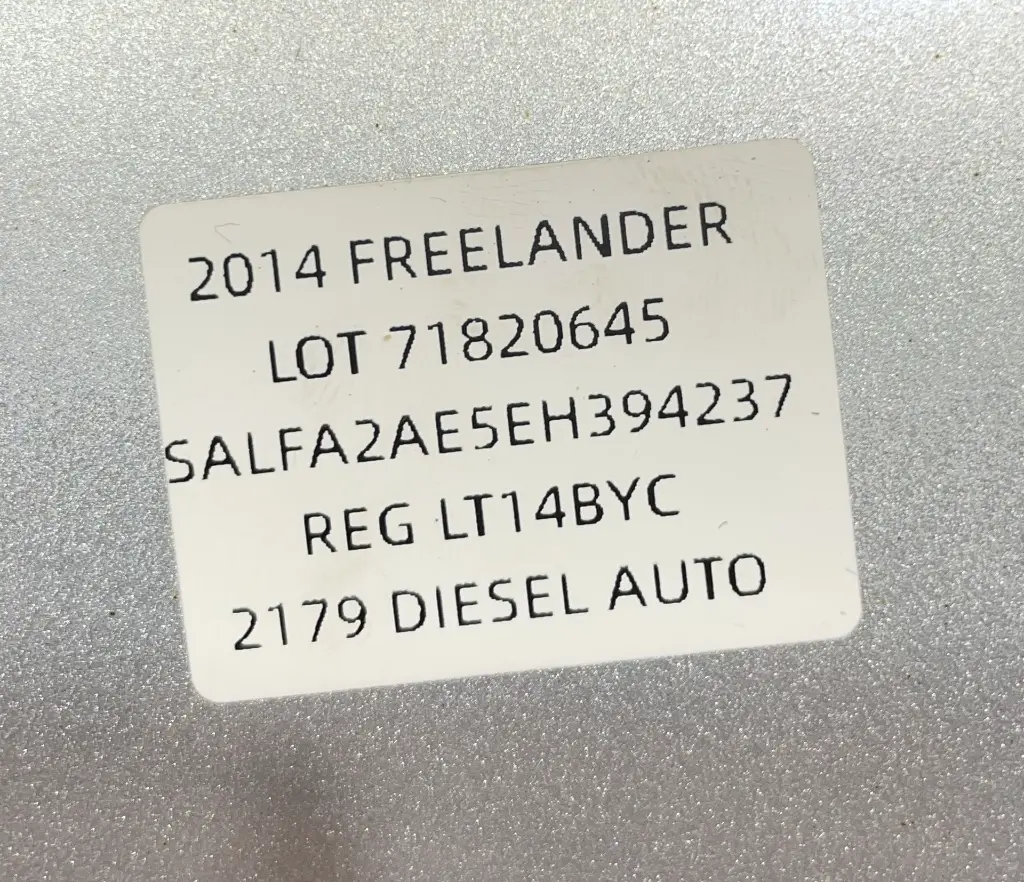 2014 FREELANDER
LOT 71820645
SALFA2AE5EH394237
REG LT14BYC
2179 DIESEL AUTO